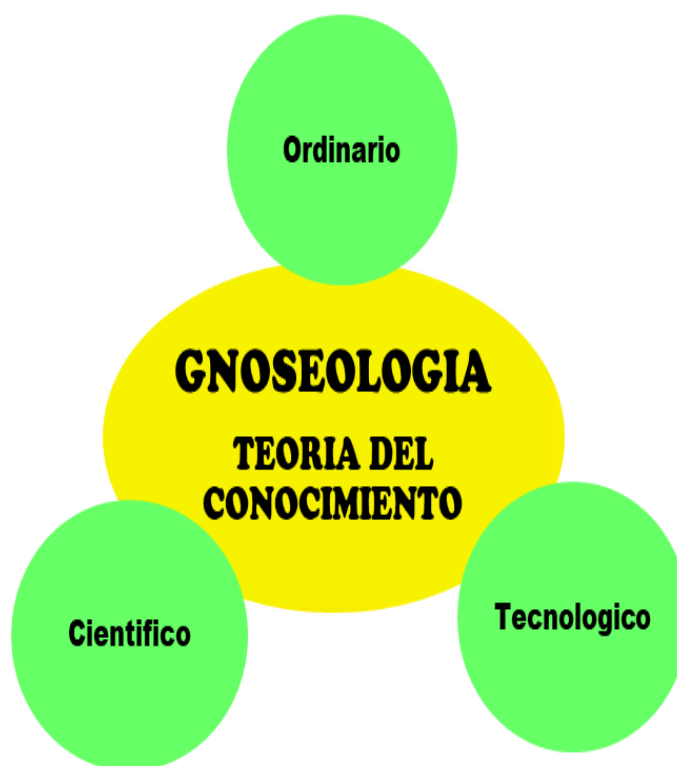 Ordinario
GNOSEOLOGIA
TEORIA DEL
CONOCIMIENTO
Cientifico
Tecnologico